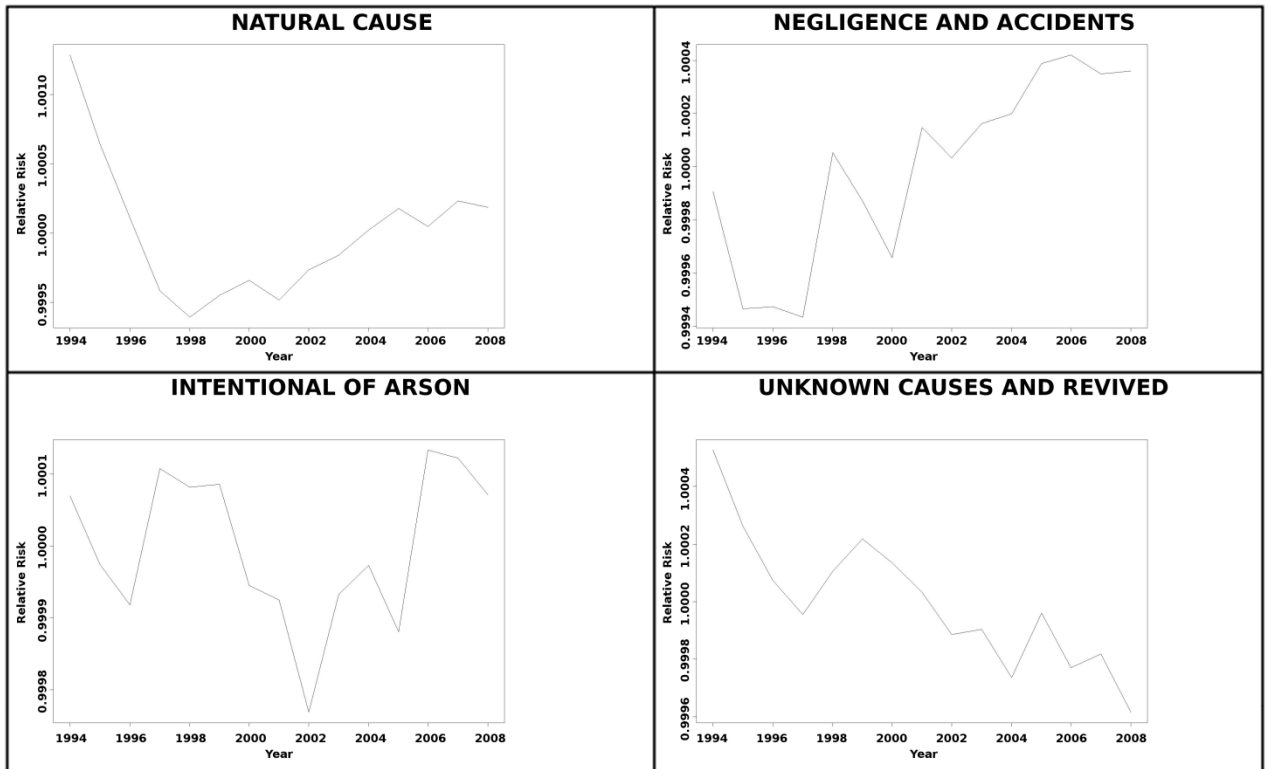 NATURAL CAUSE
Relative Risk
1.0010
1.0005
1.0000
0.9995
1994 1996 1998 2000 2002 2004 2006 2008
Year
NEGLIGENCE AND ACCIDENTS
Relative Risk
1.0004
1.0002
1.0000
0.9998
0.9996
0.9994
1994 1996 1998 2000 2002 2004 2006 2008
Year
INTENTIONAL OF ARSON
Relative Risk
1.0001
1.0000
0.9999
0.9998
1994 1996 1998 2000 2002 2004 2006 2008
Year
UNKNOWN CAUSES AND REVIVED
Relative Risk
1.0004
1.0002
1.0000
0.9998
0.9996
1994 1996 1998 2000 2002 2004 2006 2008
Year